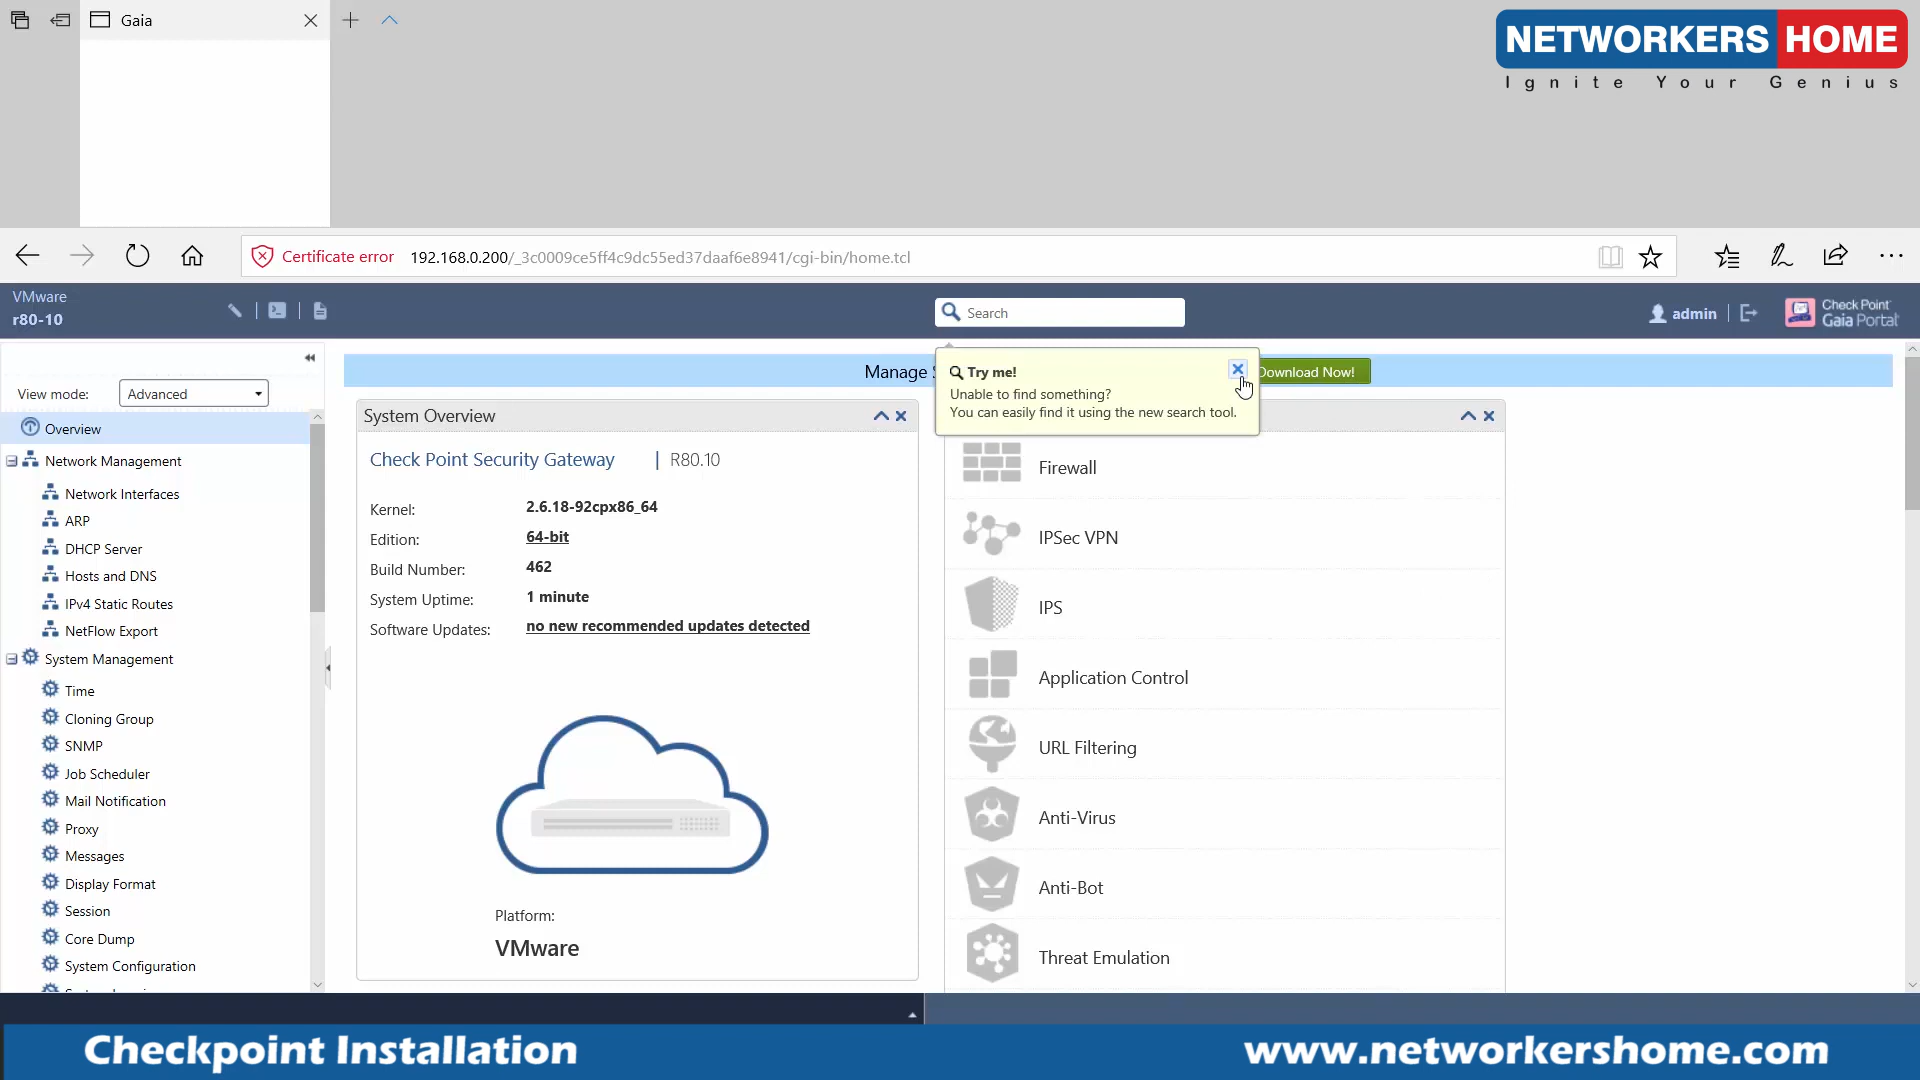 Gaia
NETWORKERS HOME
Ignite Your Genius
Certificate error 192.168.0.200/_3c0009ce5ff4c9dc55ed37daaf6e8941/cgi-bin/home.tcl
VMware
r80-10
Search
admin
Check Point
Gaia Portal
View mode: Advanced
Manage
Download Now!
Try me!
Unable to find something?
You can easily find it using the new search tool.
Overview
Network Management
Network Interfaces
ARP
DHCP Server
Hosts and DNS
IPv4 Static Routes
NetFlow Export
System Management
Time
Cloning Group
SNMP
Job Scheduler
Mail Notification
Proxy
Messages
Display Format
Session
Core Dump
System Configuration
System Overview
Check Point Security Gateway | R80.10
Kernel: 2.6.18-92cpx86_64
Edition: 64-bit
Build Number: 462
System Uptime: 1 minute
Software Updates: no new recommended updates detected
Platform:
VMware
Firewall
IPSec VPN
IPS
Application Control
URL Filtering
Anti-Virus
Anti-Bot
Threat Emulation
Checkpoint Installation
www.networkershome.com